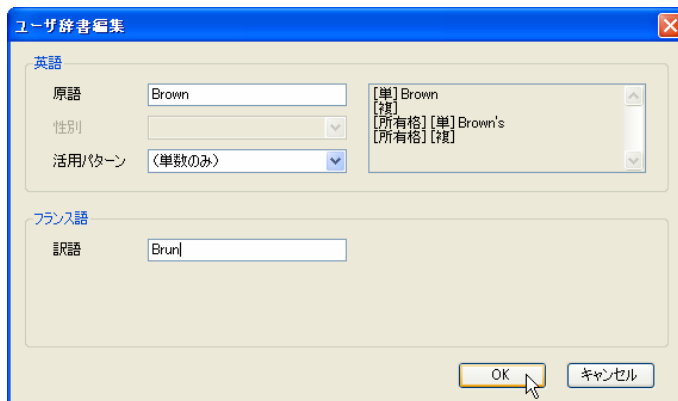 ユーザ辞書編集
英語
原語 Brown
性別
活用パターン (単数のみ)
[単] Brown
[複]
[所有格] [単] Brown's
[所有格] [複]
フランス語
訳語 Brun
OK キャンセル